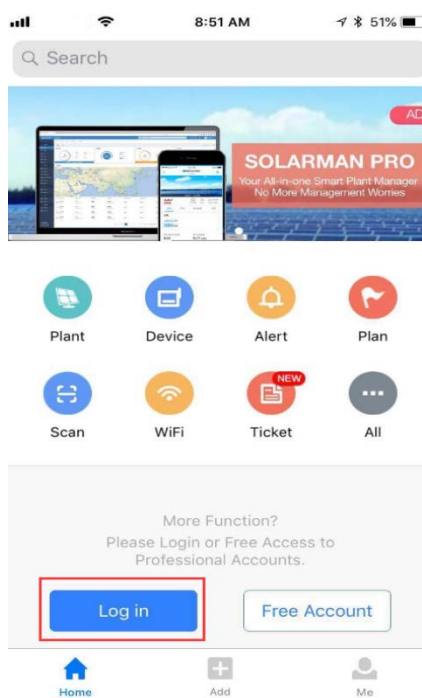 8:51 AM
51%
Search
AD
SOLARMAN PRO
Your All-in-one Smart Plant Manager
No More Management Worries
Plant Device Alert Plan
NEW
Scan WiFi Ticket All
More Function?
Please Login or Free Access to
Professional Accounts.
Log in Free Account
Home Add Me